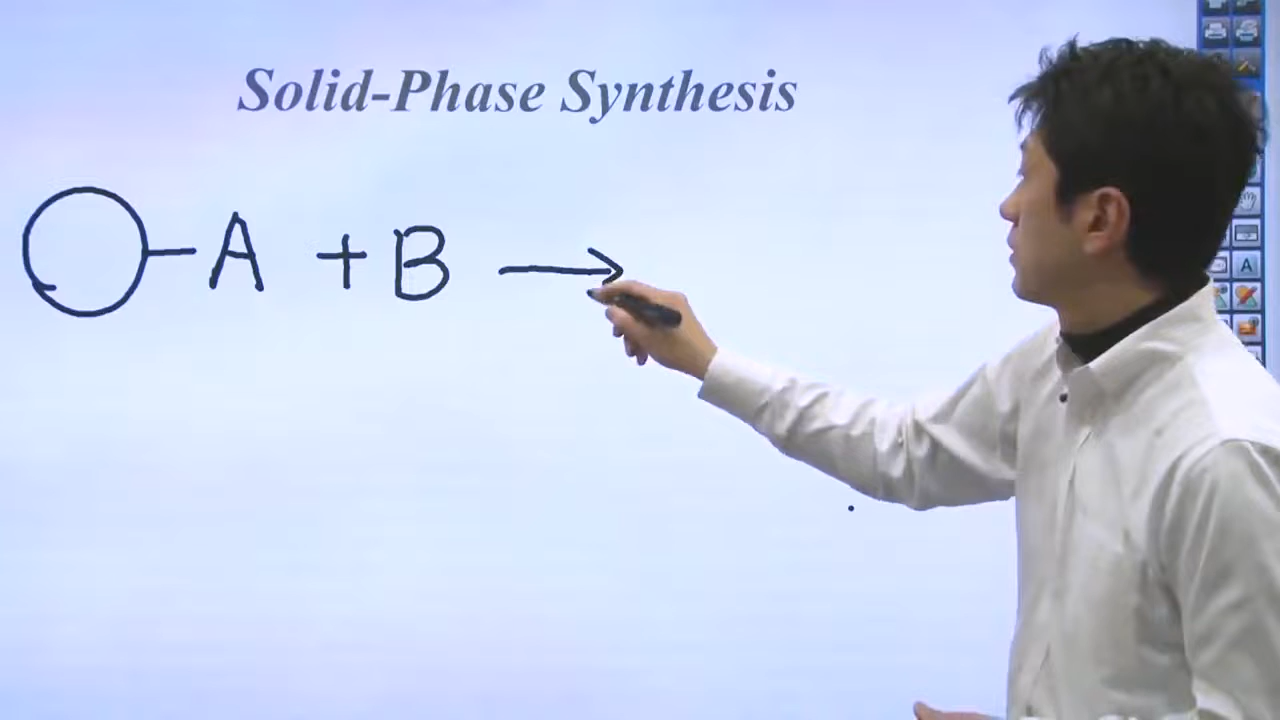 Solid-Phase Synthesis
A + B →
A